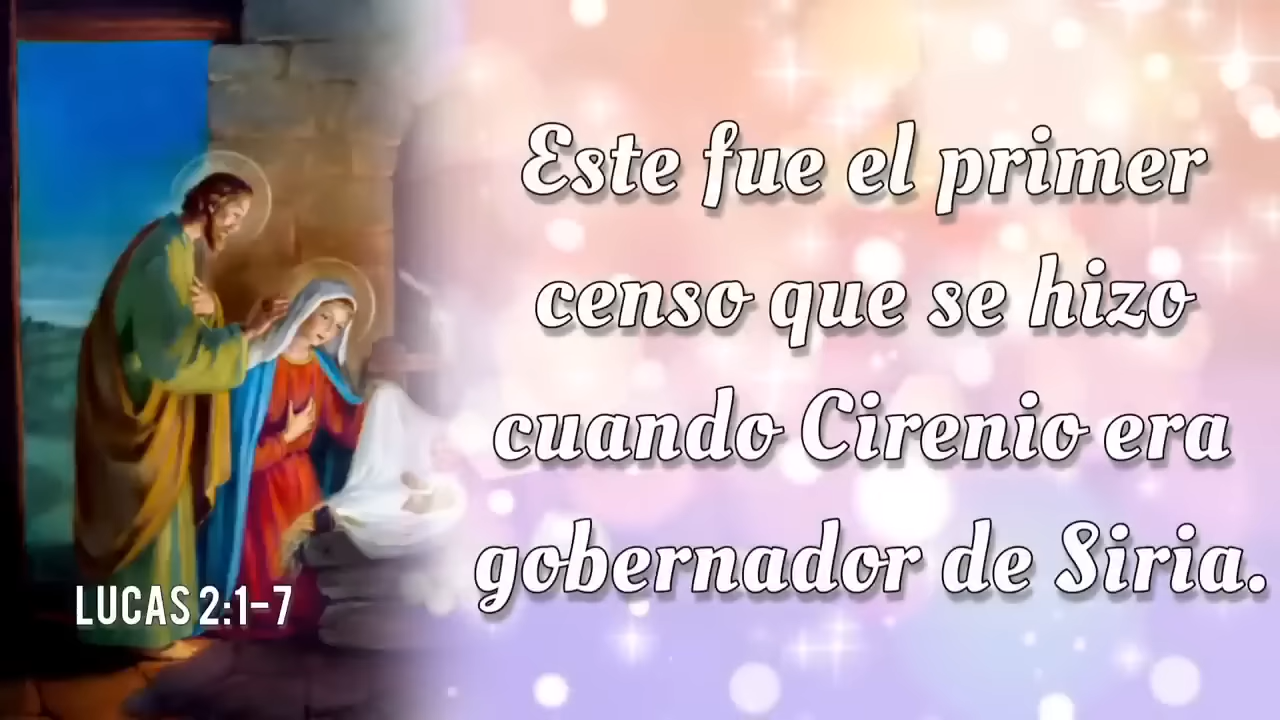 Este fue el primer
censo que se hizo
cuando Cirenio era
gobernador de Siria.
LUCAS 2:1-7